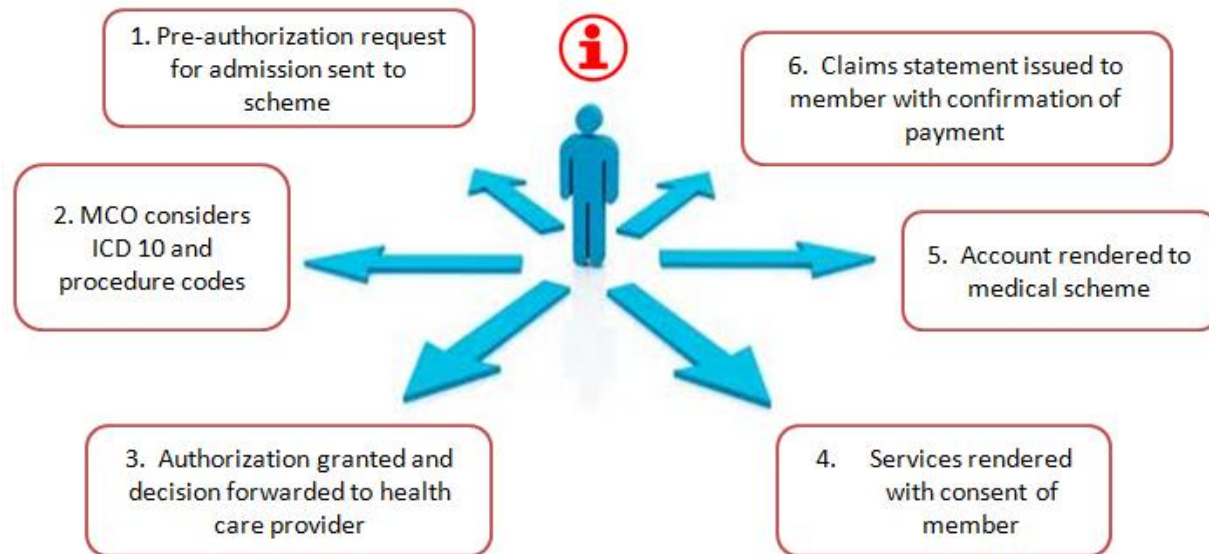 1. Pre-authorization request
for admission sent to
scheme
2. MCO considers
ICD 10 and
procedure codes
3. Authorization granted and
decision forwarded to health
care provider
4. Services rendered
with consent of
member
5. Account rendered to
medical scheme
6. Claims statement issued to
member with confirmation of
payment